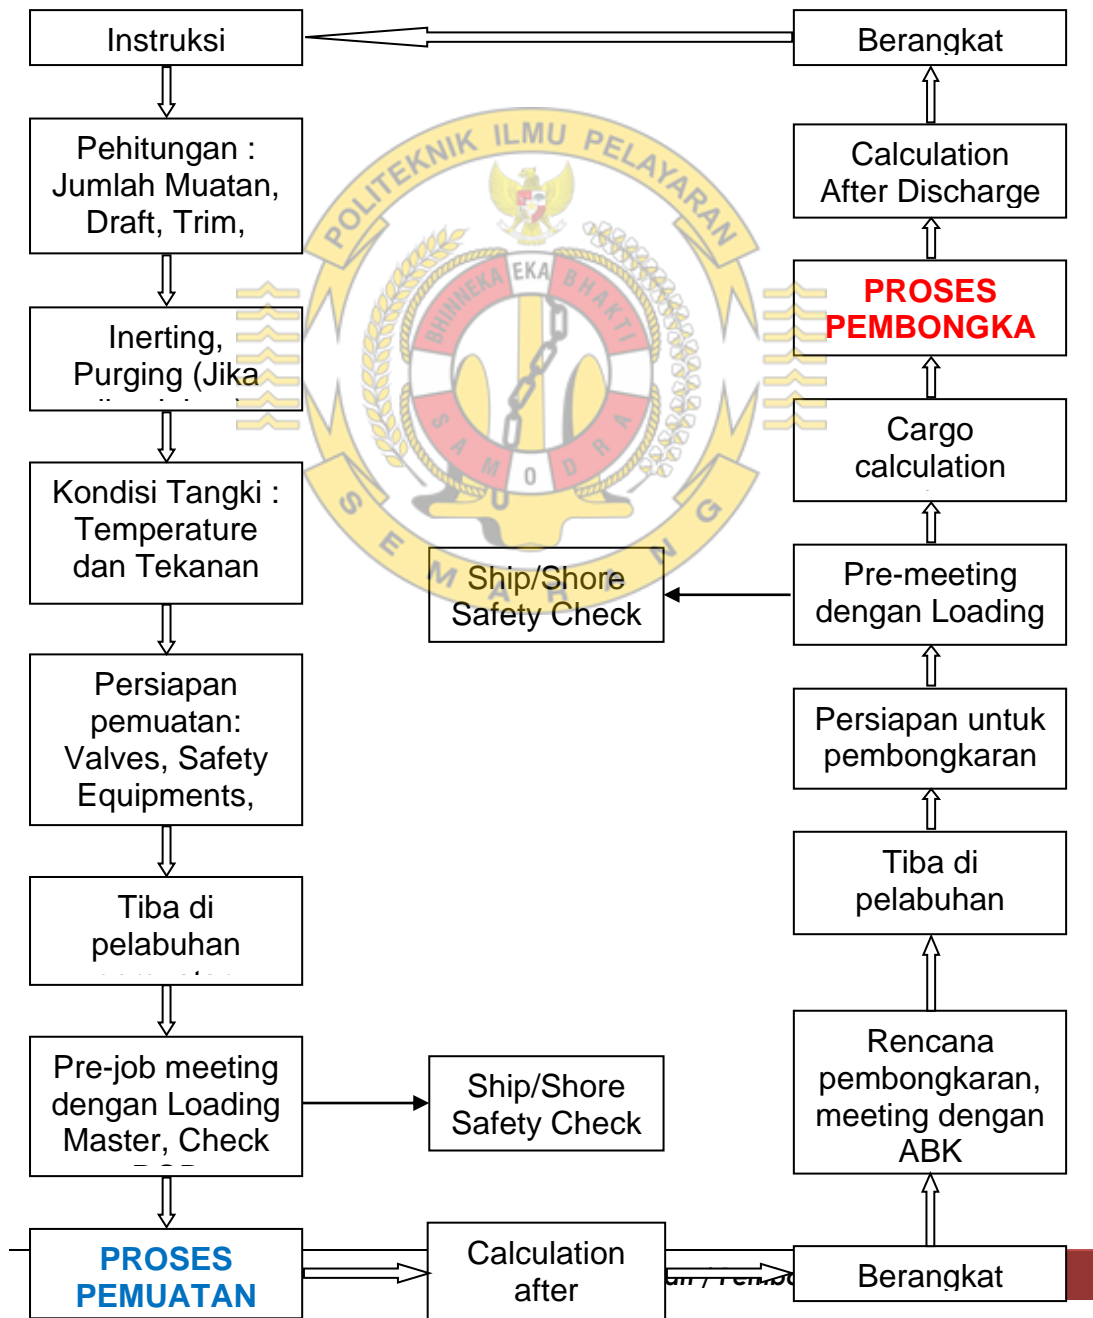 Instruksi
Pehitungan :
Jumlah Muatan,
Draft, Trim,
Inerting,
Purging (Jika
Kondisi Tangki :
Temperature
dan Tekanan
Persiapan
pemuatan:
Valves, Safety
Equipments,
Tiba di
pelabuhan
Pre-job meeting
dengan Loading
Master, Check
PROSES
PEMUATAN
Ship/Shore
Safety Check
Calculation
after
Berangkat
Rencana
pembongkaran,
meeting dengan
ABK
Tiba di
pelabuhan
Persiapan untuk
pembongkaran
Pre-meeting
dengan Loading
Ship/Shore
Safety Check
Cargo
calculation
PROSES
PEMBONGKA
Calculation
After Discharge
Berangkat
POLITEKNIK ILMU PELAYARAN
BHINNEKA EKA BHAKTI
SAMODRA
SEMARANG